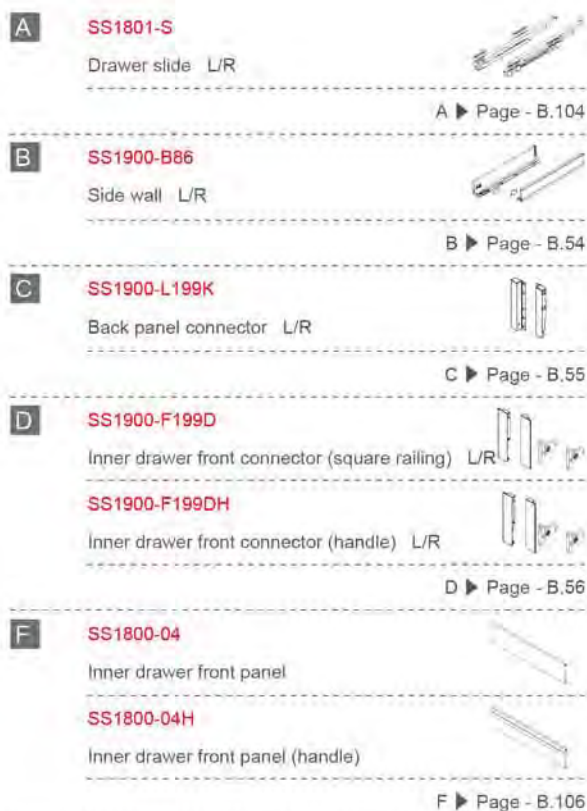 A
SS1801-S
Drawer slide L/R
A ▶ Page - B.104
B
SS1900-B86
Side wall L/R
B ▶ Page - B.54
C
SS1900-L199K
Back panel connector L/R
C ▶ Page - B.55
D
SS1900-F199D
Inner drawer front connector (square railing) L/R
SS1900-F199DH
Inner drawer front connector (handle) L/R
D ▶ Page - B.56
F
SS1800-04
Inner drawer front panel
SS1800-04H
Inner drawer front panel (handle)
F ▶ Page - B.106